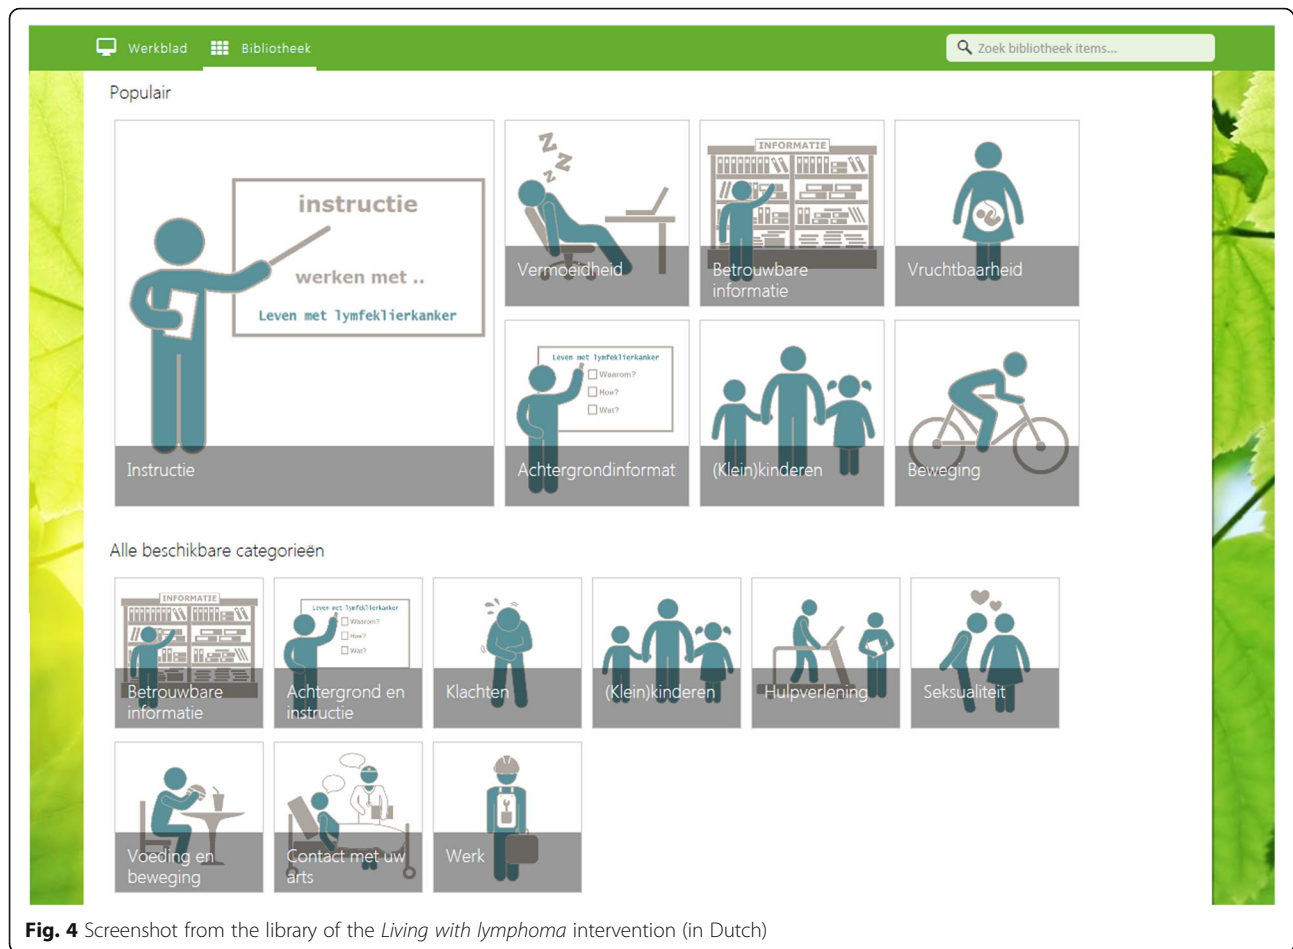 Werkblad
Bibliotheek
Zoek bibliotheek items...
Populair
instructie
werken met ..
Leven met lymfeklierkanker
Instructie
Z
Z
Z
Vermoeidheid
INFORMATIE
Betrouwbare
informatie
Vruchtbaarheid
Leven met lymfeklierkanker
Waarom?
How?
Wat?
Achtergrondinformat
(Klein)kinderen
Beweging
Alle beschikbare categorieën
INFORMATIE
Betrouwbare
informatie
Leven met lymfeklierkanker
Waarom?
Hoe?
Wat?
Achtergrond en
instructie
Klachten
(Klein)kinderen
Hulpverlening
Seksualiteit
Voeding en
beweging
Contact met uw
arts
Werk
Fig. 4 Screenshot from the library of the Living with lymphoma intervention (in Dutch)